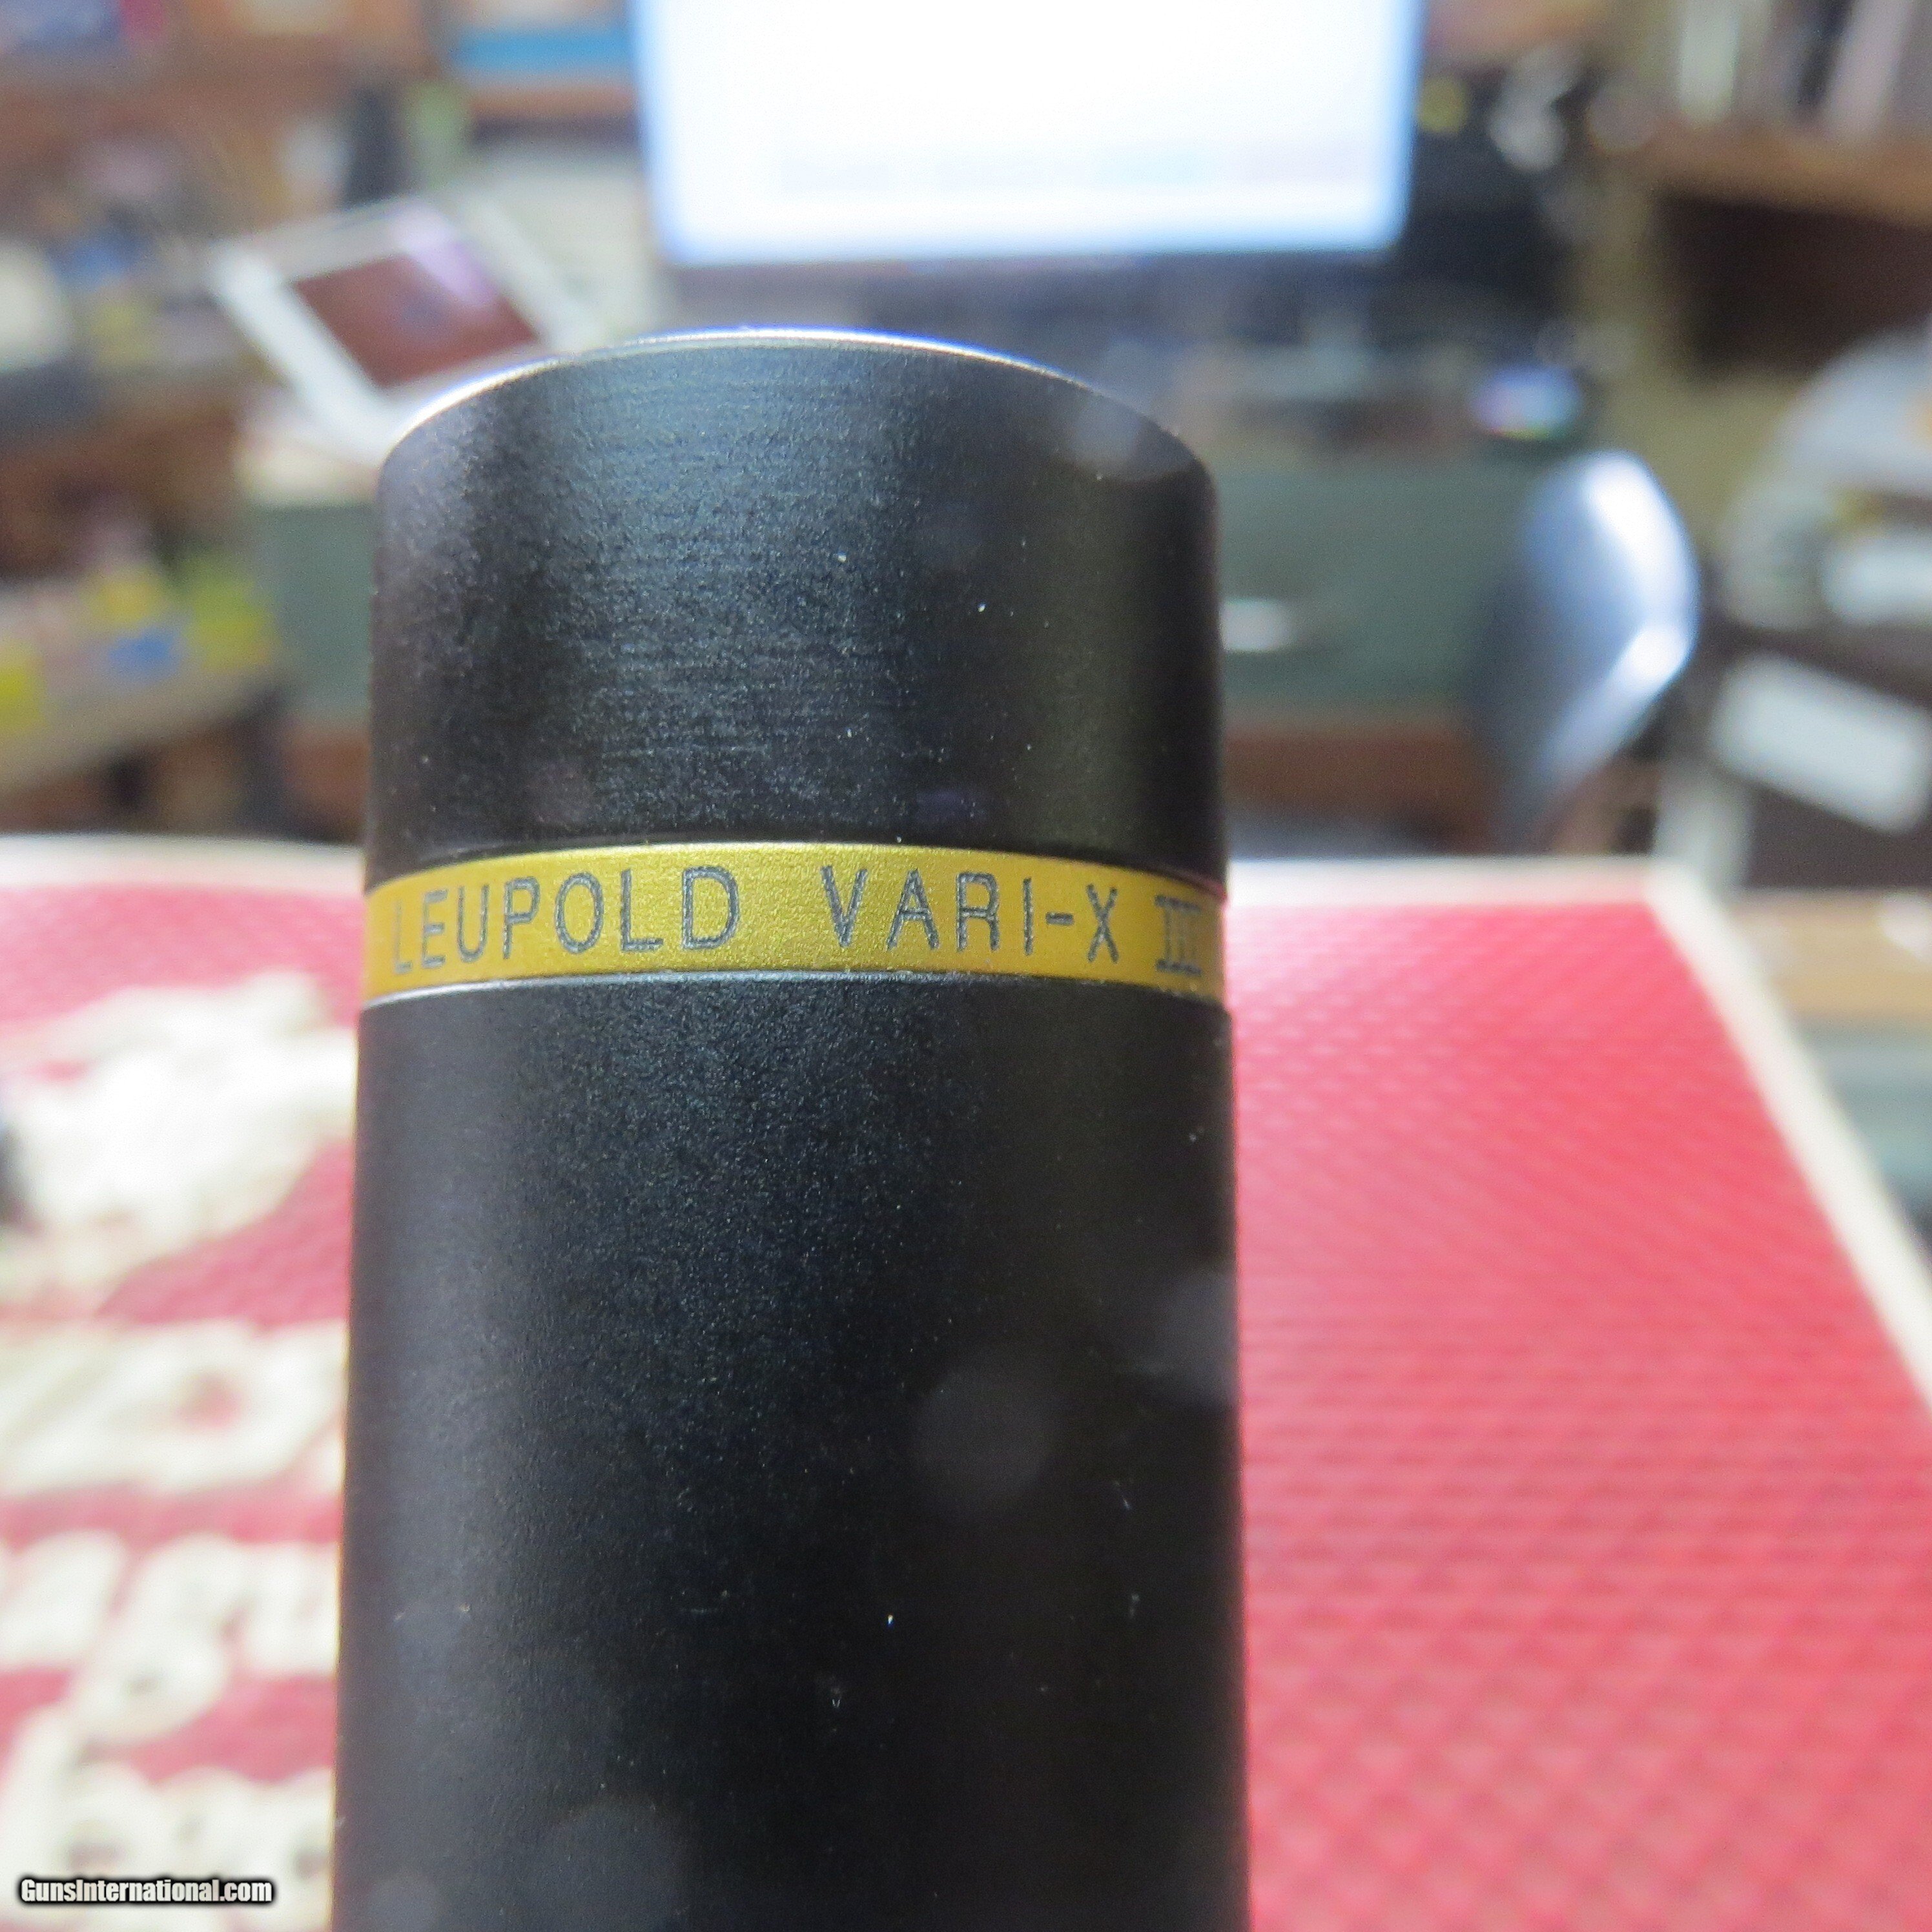 LEUPOLD VARI-X III
GunsInternational.com